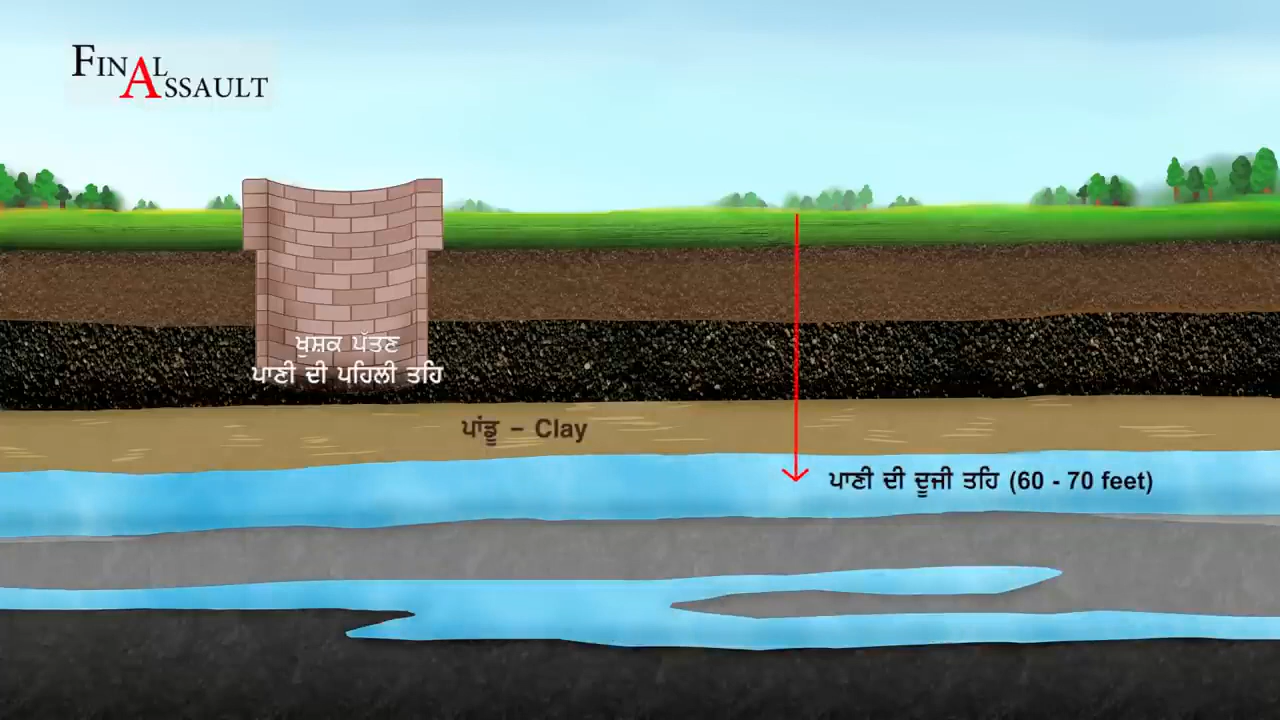 FINAL
ASSAULT
ਖੁਸ਼ਕ ਪੱਤਣ
ਪਾਣੀ ਦੀ ਪਹਿਲੀ ਤਹਿ
ਪਾਂਡੂ – Clay
ਪਾਣੀ ਦੀ ਦੂਜੀ ਤਹਿ (60 - 70 feet)